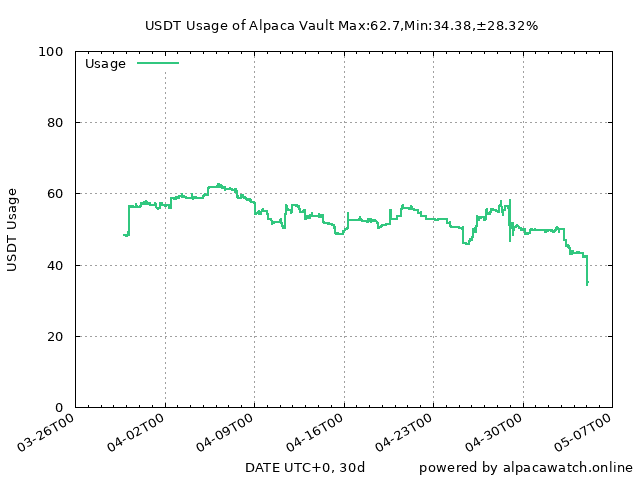 USDT Usage of Alpaca Vault Max:62.7,Min:34.38,±28.32%
100
Usage
80
60
USDT Usage
40
20
0
03-26T00
04-02T00
04-09T00
04-16T00
04-23T00
04-30T00
05-07T00
DATE UTC+0, 30d
powered by alpacawatch.online